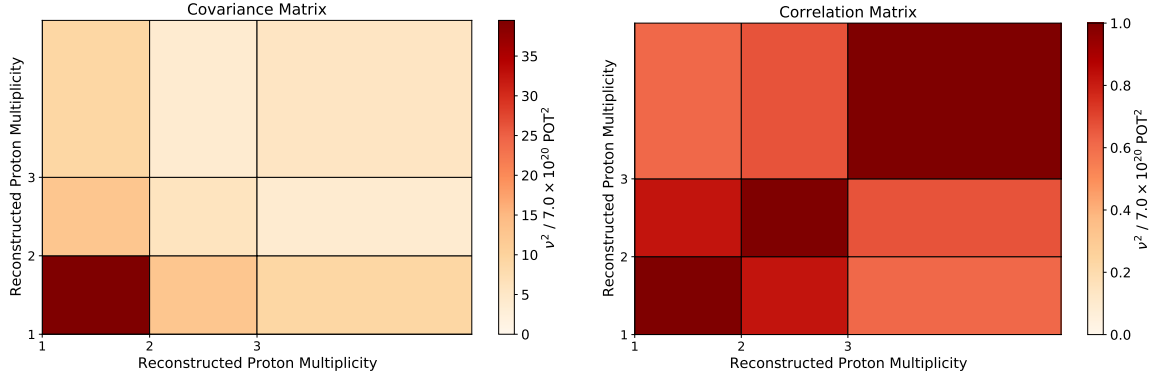 Covariance Matrix
Reconstructed Proton Multiplicity
3
2
1
1 2 3
Reconstructed Proton Multiplicity
35
30
25
20
15
10
5
0
ν² / 7.0 × 10²⁰ POT²
Correlation Matrix
Reconstructed Proton Multiplicity
3
2
1
1 2 3
Reconstructed Proton Multiplicity
1.0
0.8
0.6
0.4
0.2
0.0
ν² / 7.0 × 10²⁰ POT²